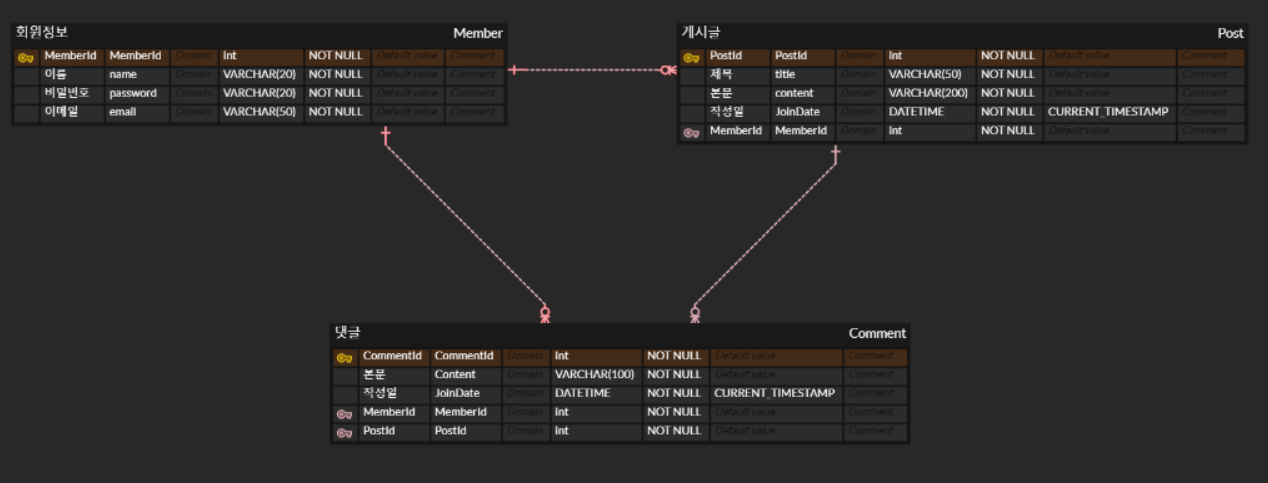 회원정보 Member
MemberId MemberId Domain Int NOT NULL Default value Comment
이름 name Domain VARCHAR(20) NOT NULL Default value Comment
비밀번호 password Domain VARCHAR(20) NOT NULL Default value Comment
이메일 email Domain VARCHAR(50) NOT NULL Default value Comment
게시글 Post
PostId PostId Domain Int NOT NULL Default value Comment
제목 title Domain VARCHAR(50) NOT NULL Default value Comment
본문 content Domain VARCHAR(200) NOT NULL Default value Comment
작성일 JoinDate Domain DATETIME NOT NULL CURRENT_TIMESTAMP Comment
MemberId MemberId Domain Int NOT NULL Default value Comment
댓글 Comment
CommentId CommentId Domain Int NOT NULL Default value Comment
본문 Content Domain VARCHAR(100) NOT NULL Default value Comment
작성일 JoinDate Domain DATETIME NOT NULL CURRENT_TIMESTAMP Comment
MemberId MemberId Domain Int NOT NULL Default value Comment
PostId PostId Domain Int NOT NULL Default value Comment